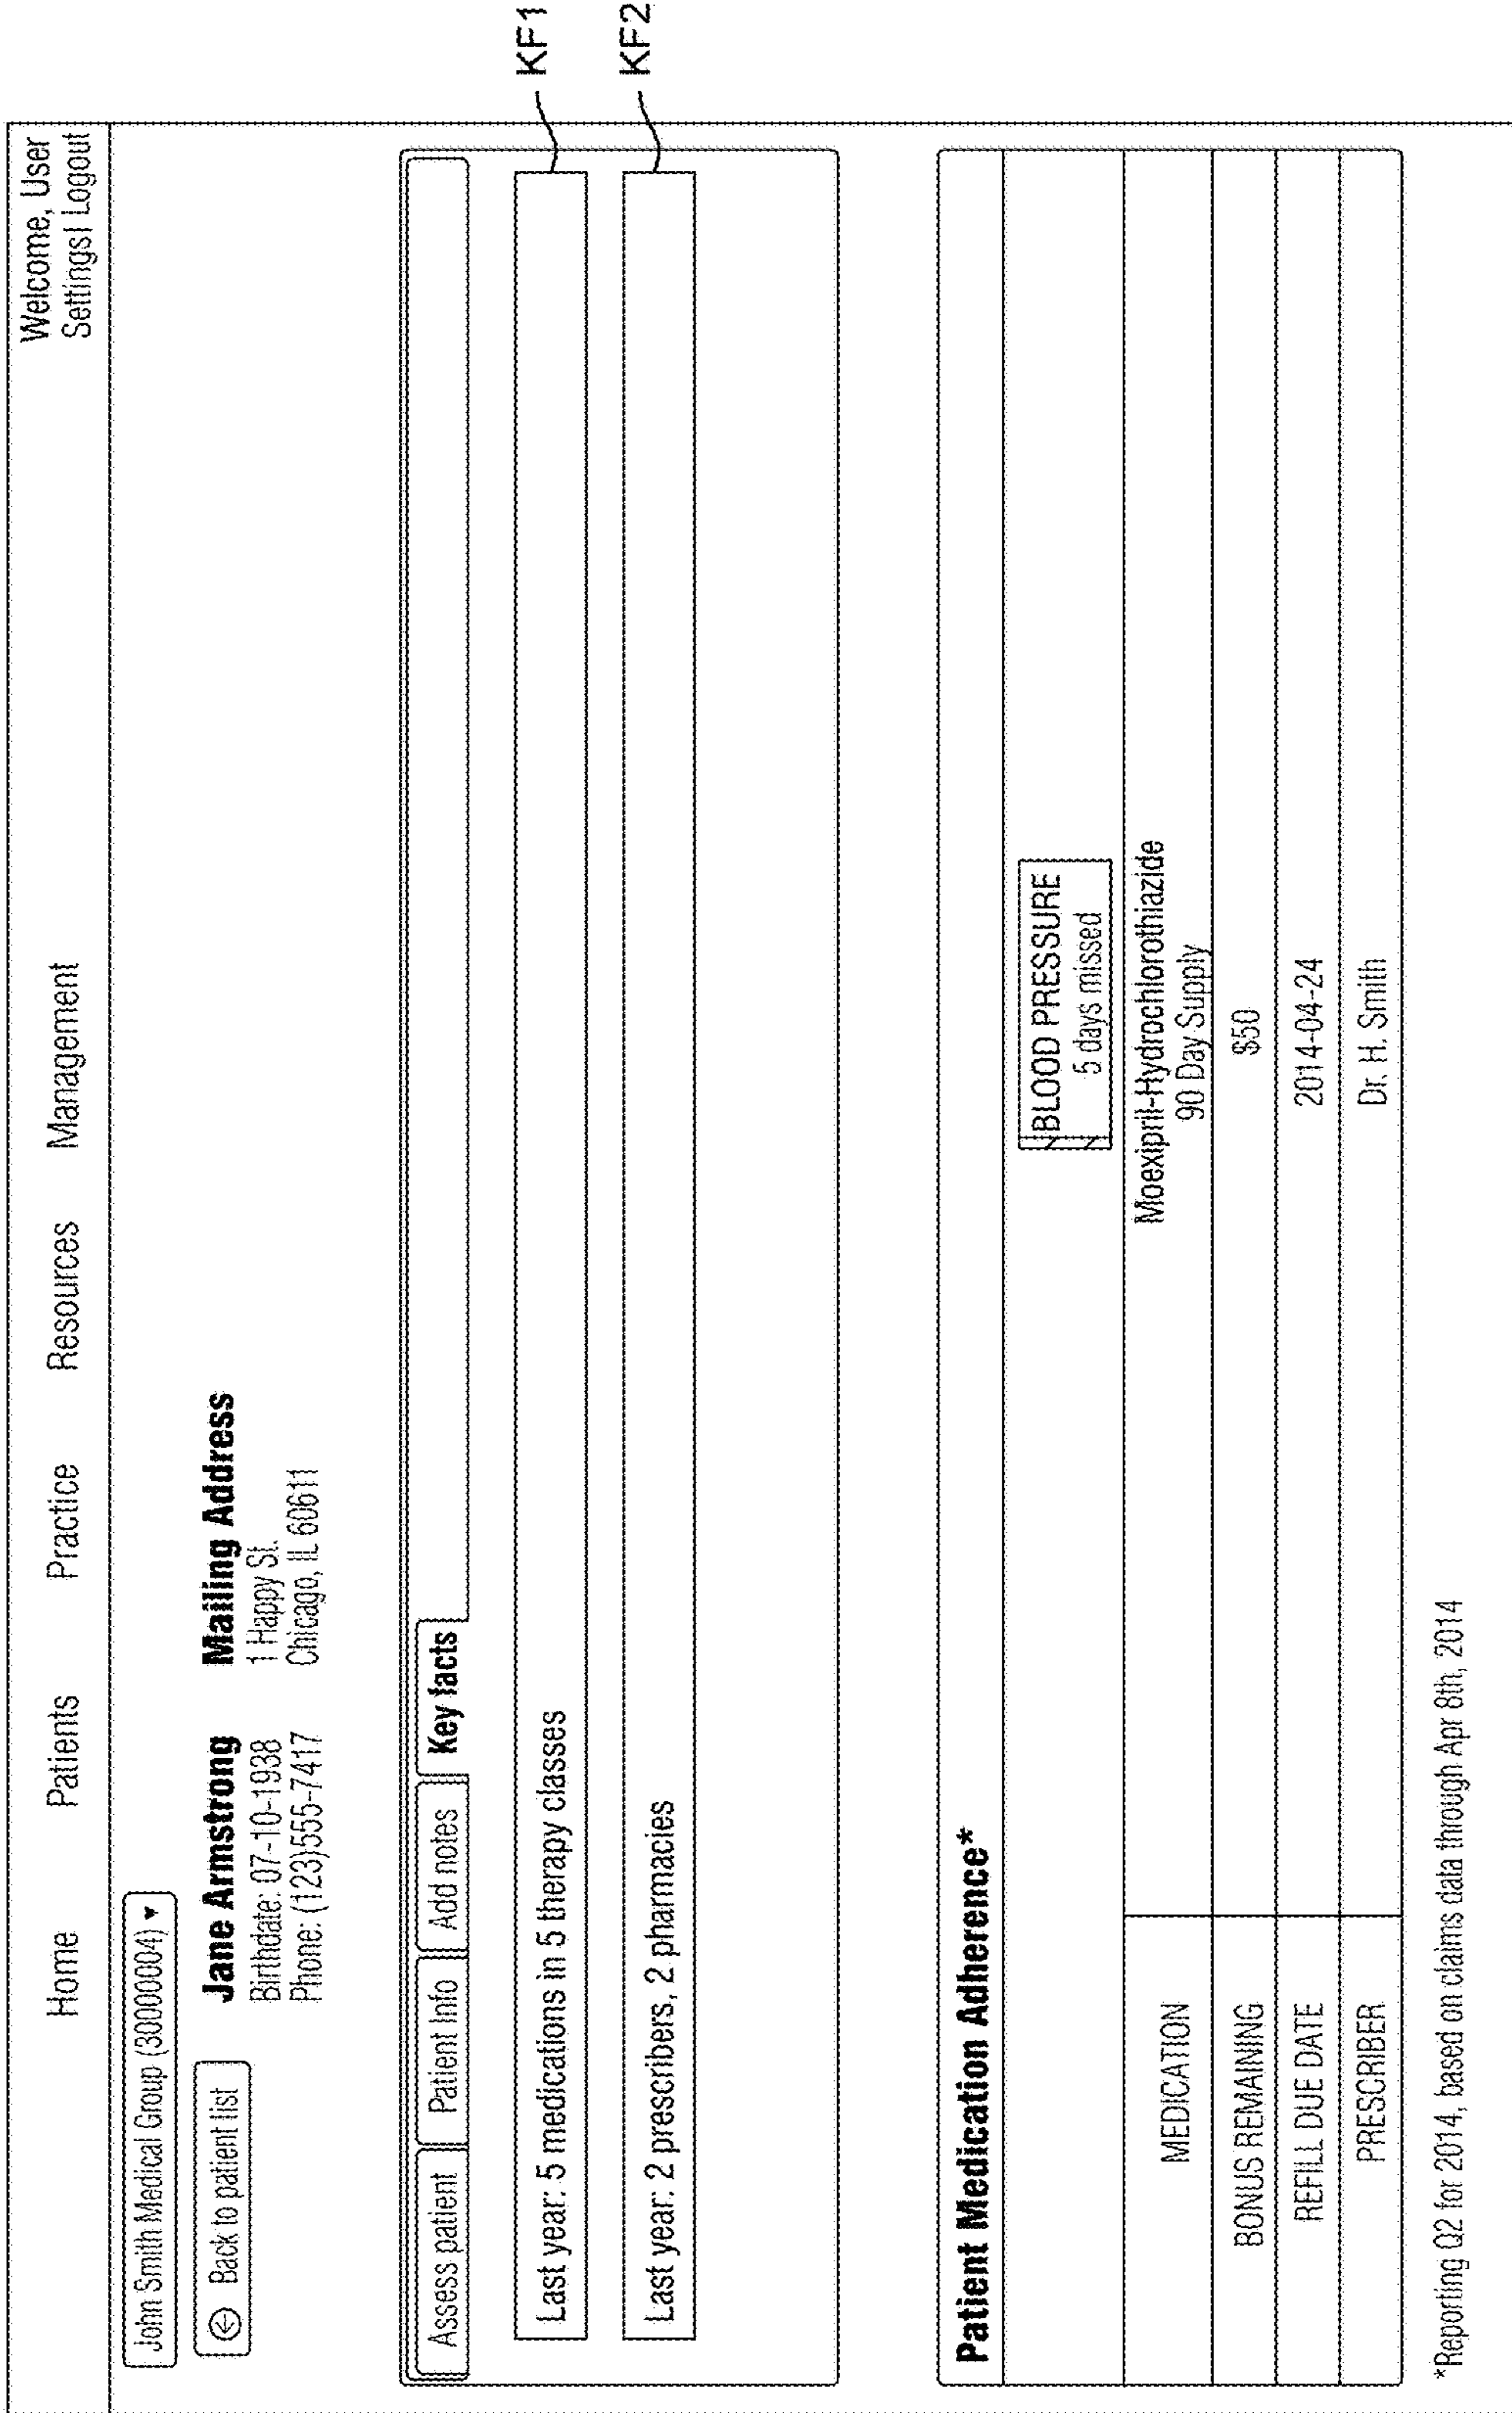 Home Patients Practice Resources Management
Welcome, User
Settings| Logout
John Smith Medical Group (30000004) ▼
Back to patient list
Jane Armstrong
Birthdate: 07-10-1938
Phone: (123)555-7417
Mailing Address
1 Happy St.
Chicago, IL 60611
Assess patient Patient Info Add notes Key facts
Last year: 5 medications in 5 therapy classes
KF1
Last year: 2 prescribers, 2 pharmacies
KF2
Patient Medication Adherence*
BLOOD PRESSURE
5 days missed
MEDICATION Moexipril-Hydrochlorothiazide
90 Day Supply
BONUS REMAINING $50
REFILL DUE DATE 2014-04-24
PRESCRIBER Dr. H. Smith
*Reporting Q2 for 2014, based on claims data through Apr 8th, 2014